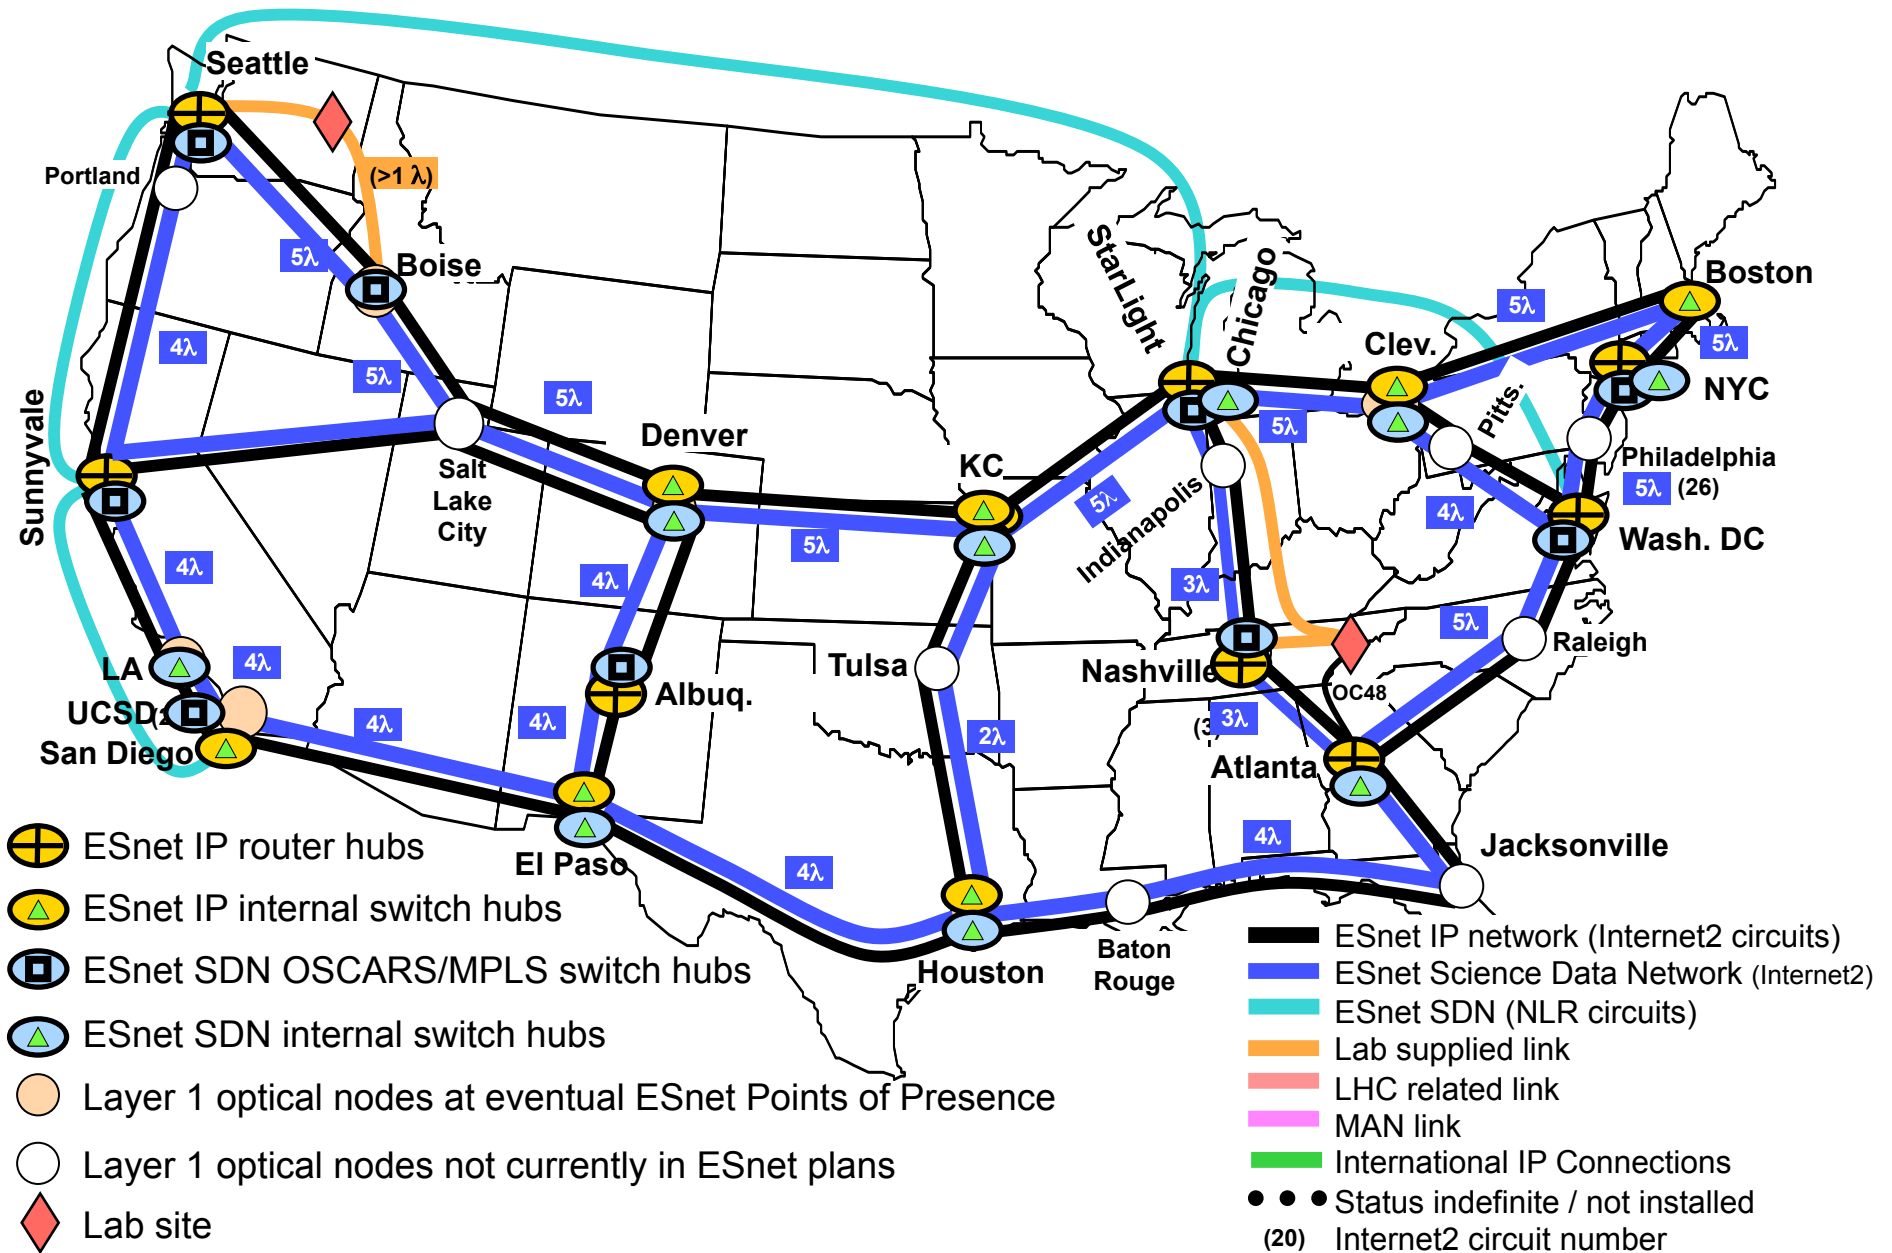 Seattle
Portland
(>1 λ)
5λ
Boise
StarLight
Chicago
Boston
5λ
4λ
5λ
Clev.
5λ
5λ
5λ
NYC
Sunnyvale
Denver
Pitts.
Salt
Lake
City
KC
5λ
Indianapolis
Philadelphia
5λ (26)
5λ
4λ
Wash. DC
4λ
4λ
3λ
5λ
Raleigh
LA
4λ
Tulsa
Nashville
OC48
UCSD
(2
Albuq.
San Diego
4λ
4λ
2λ
(3)
3λ
Atlanta
El Paso
4λ
4λ
Jacksonville
Houston
Baton
Rouge
ESnet IP router hubs
ESnet IP internal switch hubs
ESnet SDN OSCARS/MPLS switch hubs
ESnet SDN internal switch hubs
Layer 1 optical nodes at eventual ESnet Points of Presence
Layer 1 optical nodes not currently in ESnet plans
Lab site
ESnet IP network (Internet2 circuits)
ESnet Science Data Network (Internet2)
ESnet SDN (NLR circuits)
Lab supplied link
LHC related link
MAN link
International IP Connections
Status indefinite / not installed
(20) Internet2 circuit number